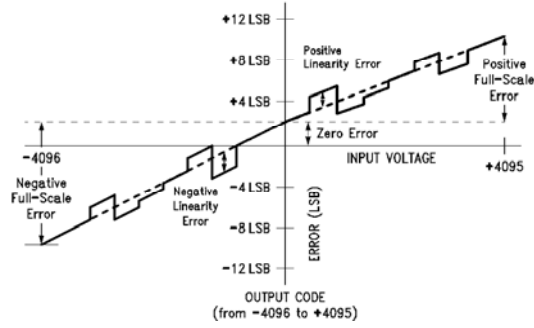 +12 LSB
Positive
Linearity Error
+8 LSB
Positive
Full-Scale
Error
+4 LSB
Zero Error
-4096
INPUT VOLTAGE
+4095
Negative
Full-Scale
Error
Negative
Linearity
Error
-4 LSB
-8 LSB
-12 LSB
ERROR (LSB)
OUTPUT CODE
(from -4096 to +4095)